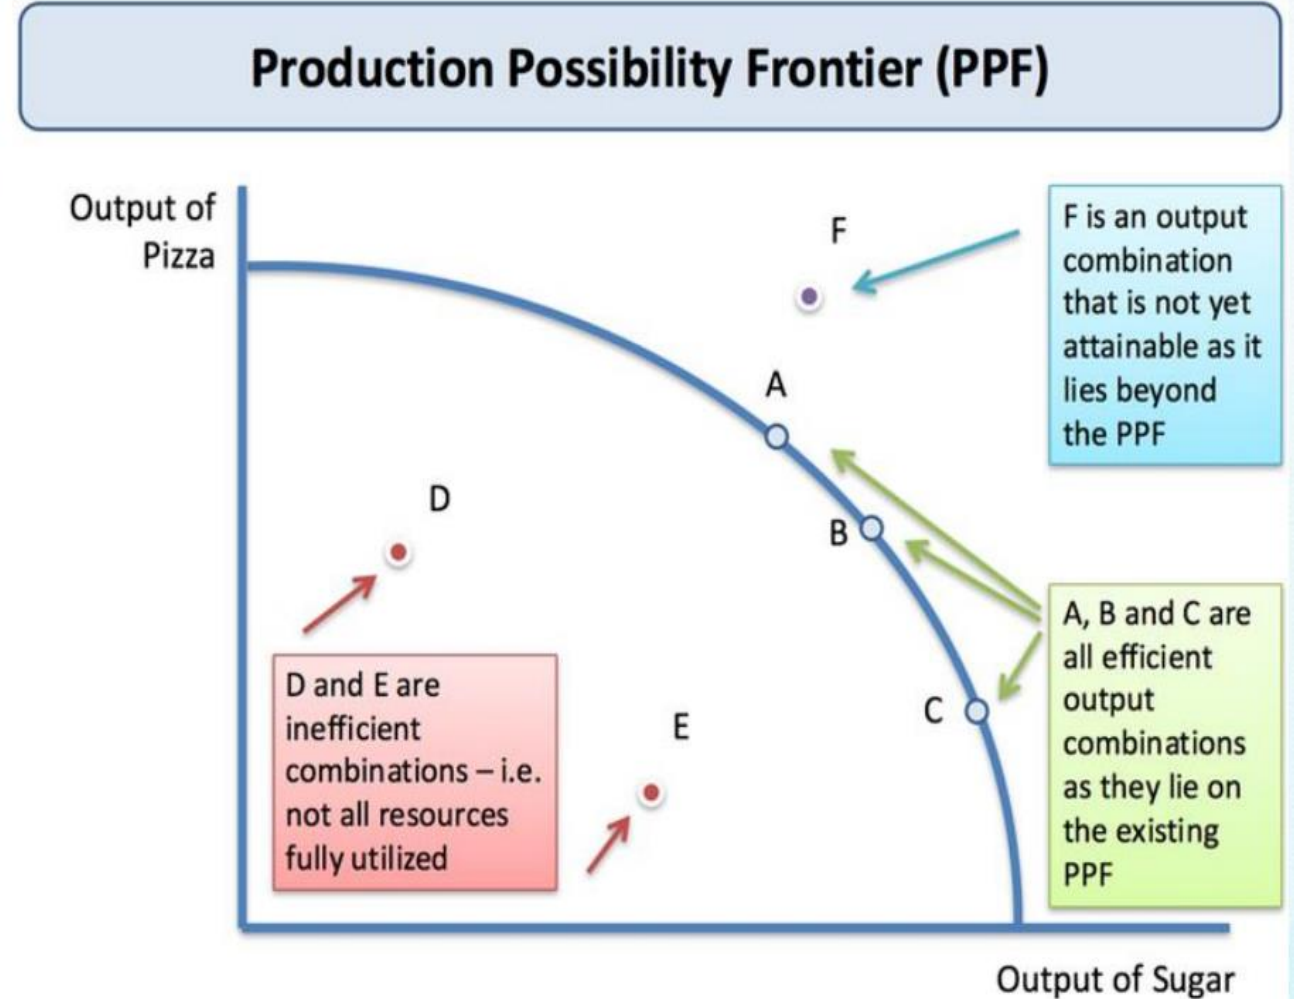 Production Possibility Frontier (PPF)
Output of
Pizza
F
F is an output
combination
that is not yet
attainable as it
lies beyond
the PPF
A
D
B
A, B and C are
all efficient
output
combinations
as they lie on
the existing
PPF
D and E are
inefficient
combinations – i.e.
not all resources
fully utilized
E
C
Output of Sugar